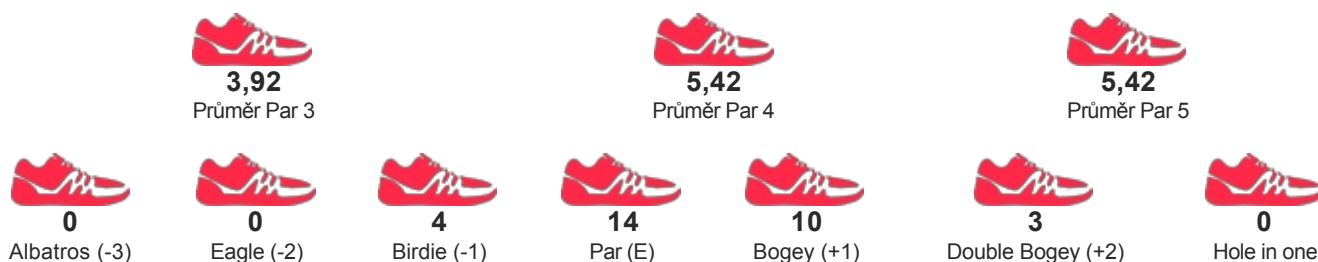 3,92 5,42 5,42
Průměr Par 3 Průměr Par 4 Průměr Par 5
0 0 4 14 10 3 0
Albatros (-3) Eagle (-2) Birdie (-1) Par (E) Bogey (+1) Double Bogey (+2) Hole in one